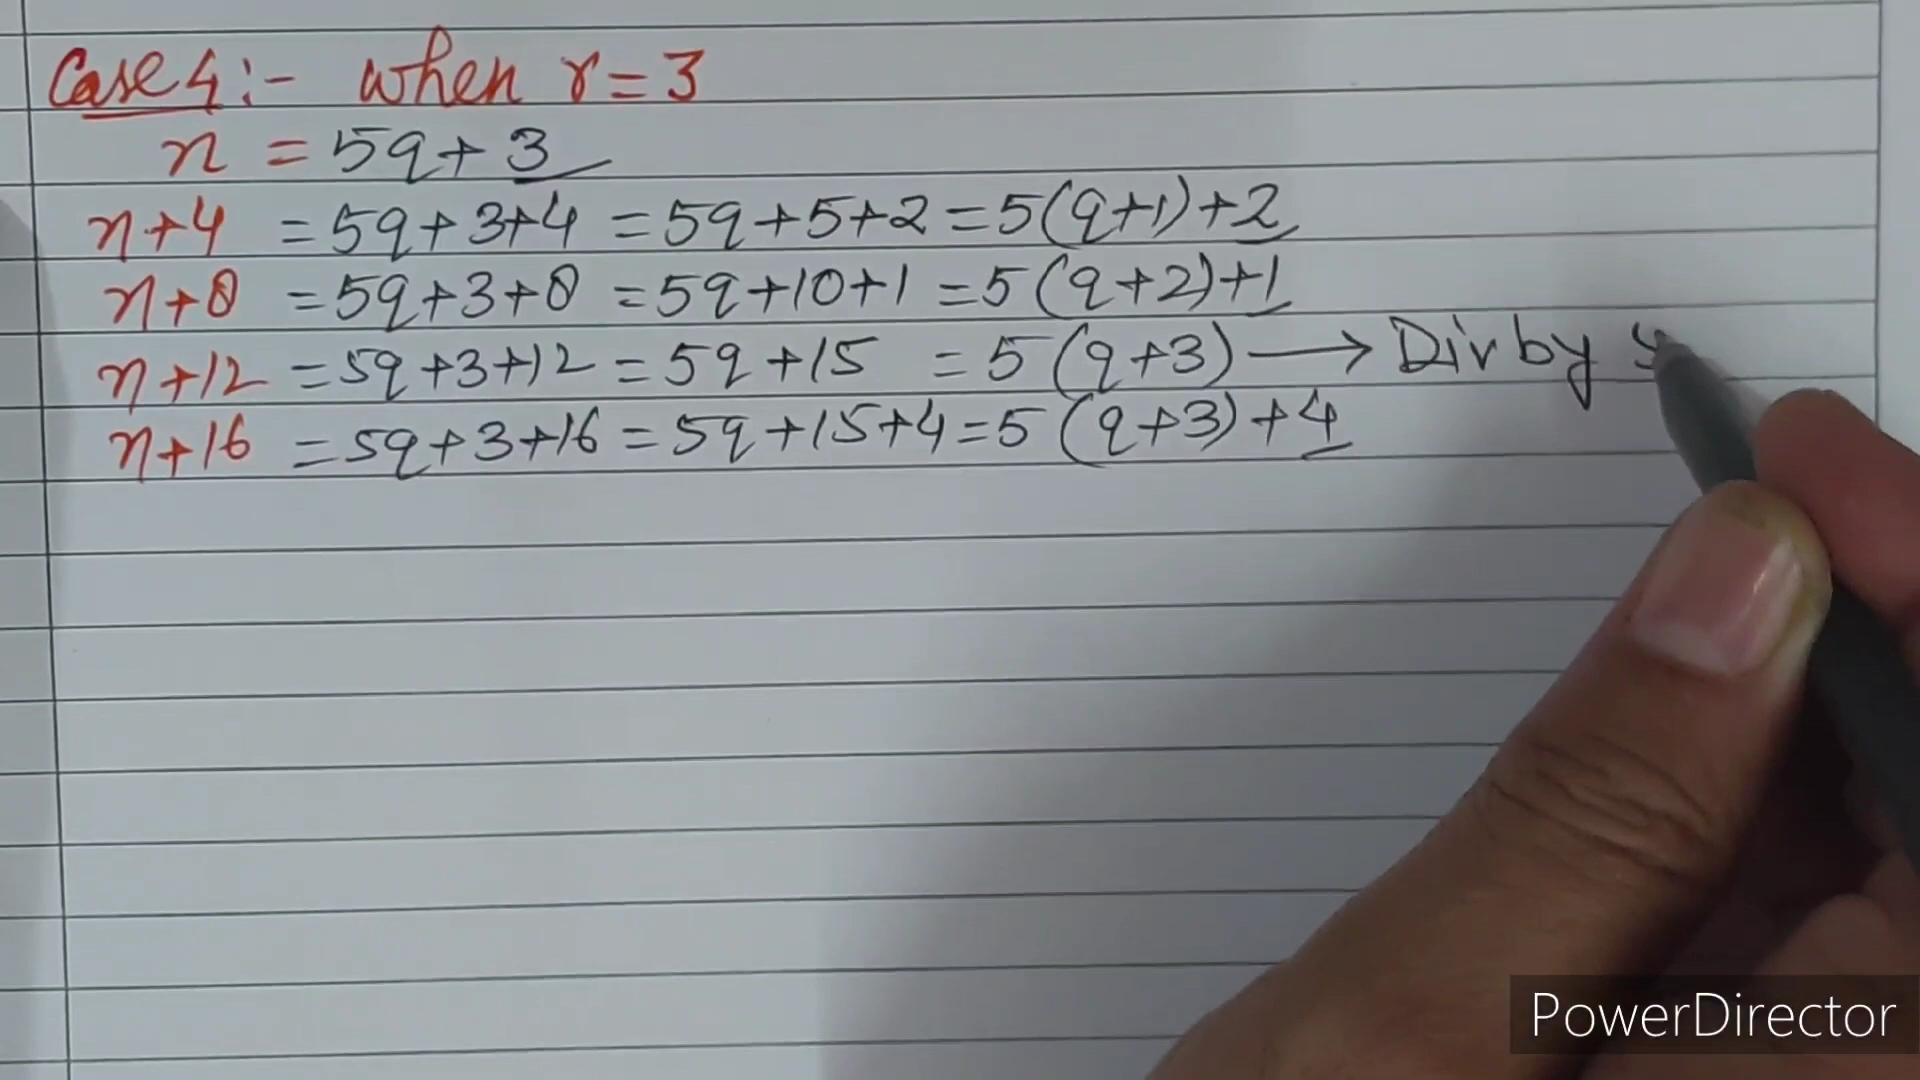 Case 4:- when r=3
n = 5q+3
n+4 = 5q+3+4 = 5q+5+2 = 5(q+1)+2
n+8 = 5q+3+8 = 5q+10+1 = 5(q+2)+1
n+12 = 5q+3+12 = 5q+15 = 5(q+3) → Div by 5
n+16 = 5q+3+16 = 5q+15+4 = 5(q+3)+4
PowerDirector